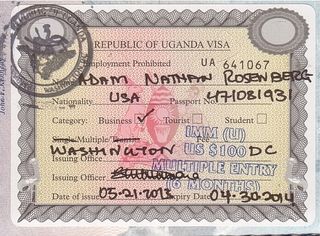 REPUBLIC OF UGANDA VISA
Employment Prohibited UA 641067
Name ADAM NATHAN ROSENBERG
Nationality USA Passport No. 471081931
Category: Business ✓ Tourist Student
Single/Multiple/Transit Fee
IMM (U)
WASHINGTON DC US $100
Issuing Office MULTIPLE ENTRY
Issuing Officer (6 MONTHS)
Date of issue 05-21-2013 Expiry Date 04.30.2014